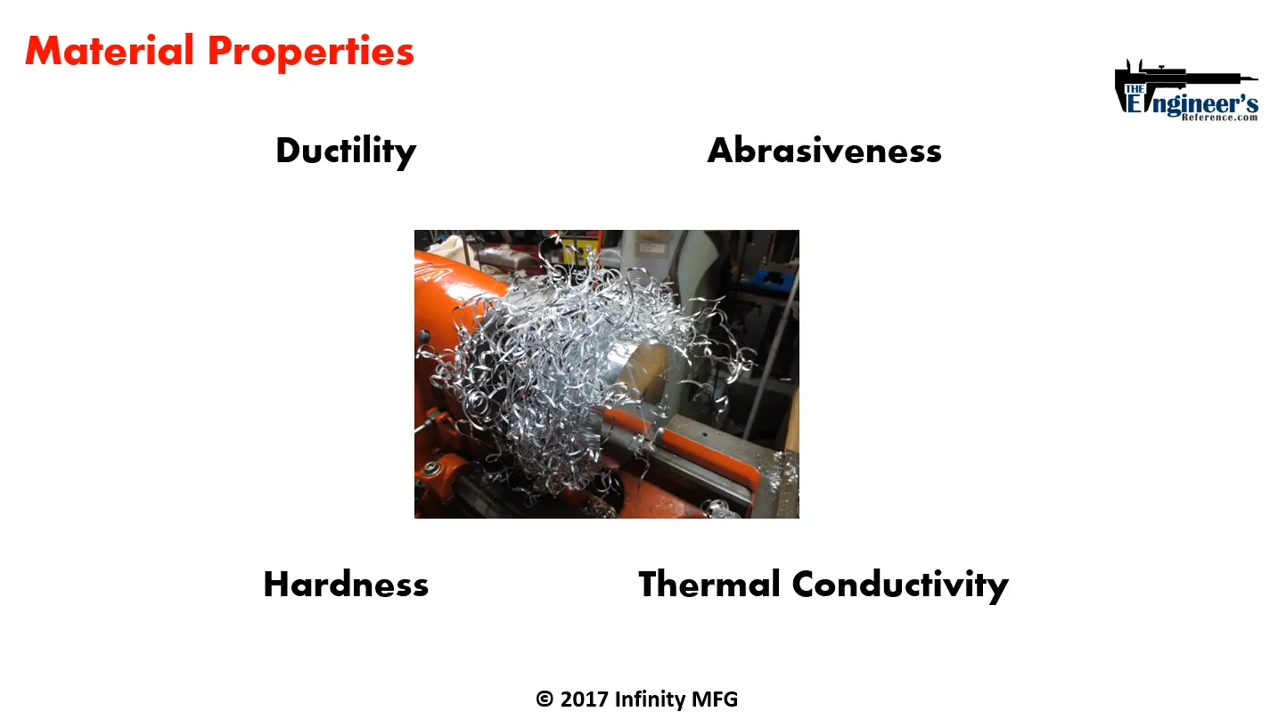 Material Properties
THE
Engineer's
Reference.com
Ductility
Abrasiveness
Hardness
Thermal Conductivity
© 2017 Infinity MFG